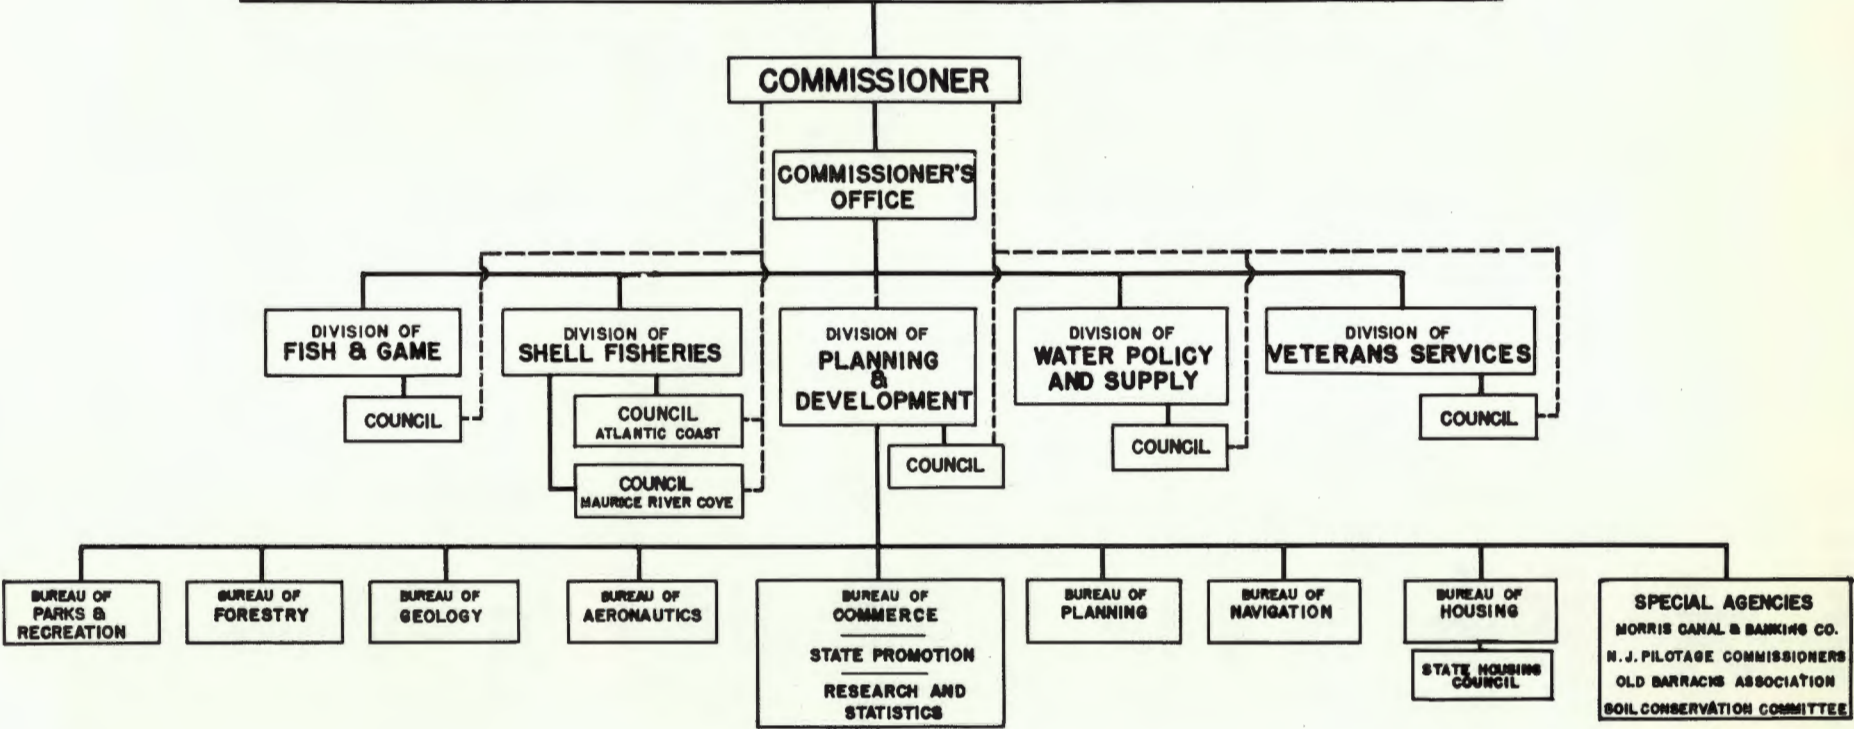 COMMISSIONER
COMMISSIONER'S
OFFICE
DIVISION OF
FISH & GAME
COUNCIL
DIVISION OF
SHELL FISHERIES
COUNCIL
ATLANTIC COAST
COUNCIL
MAURICE RIVER COVE
DIVISION OF
PLANNING
&
DEVELOPMENT
COUNCIL
DIVISION OF
WATER POLICY
AND SUPPLY
COUNCIL
DIVISION OF
VETERANS SERVICES
COUNCIL
BUREAU OF
PARKS &
RECREATION
BUREAU OF
FORESTRY
BUREAU OF
GEOLOGY
BUREAU OF
AERONAUTICS
BUREAU OF
COMMERCE
STATE PROMOTION
RESEARCH AND
STATISTICS
BUREAU OF
PLANNING
BUREAU OF
NAVIGATION
BUREAU OF
HOUSING
STATE HOUSING
COUNCIL
SPECIAL AGENCIES
MORRIS CANAL & BANKING CO.
N.J. PILOTAGE COMMISSIONERS
OLD BARRACKS ASSOCIATION
SOIL CONSERVATION COMMITTEE